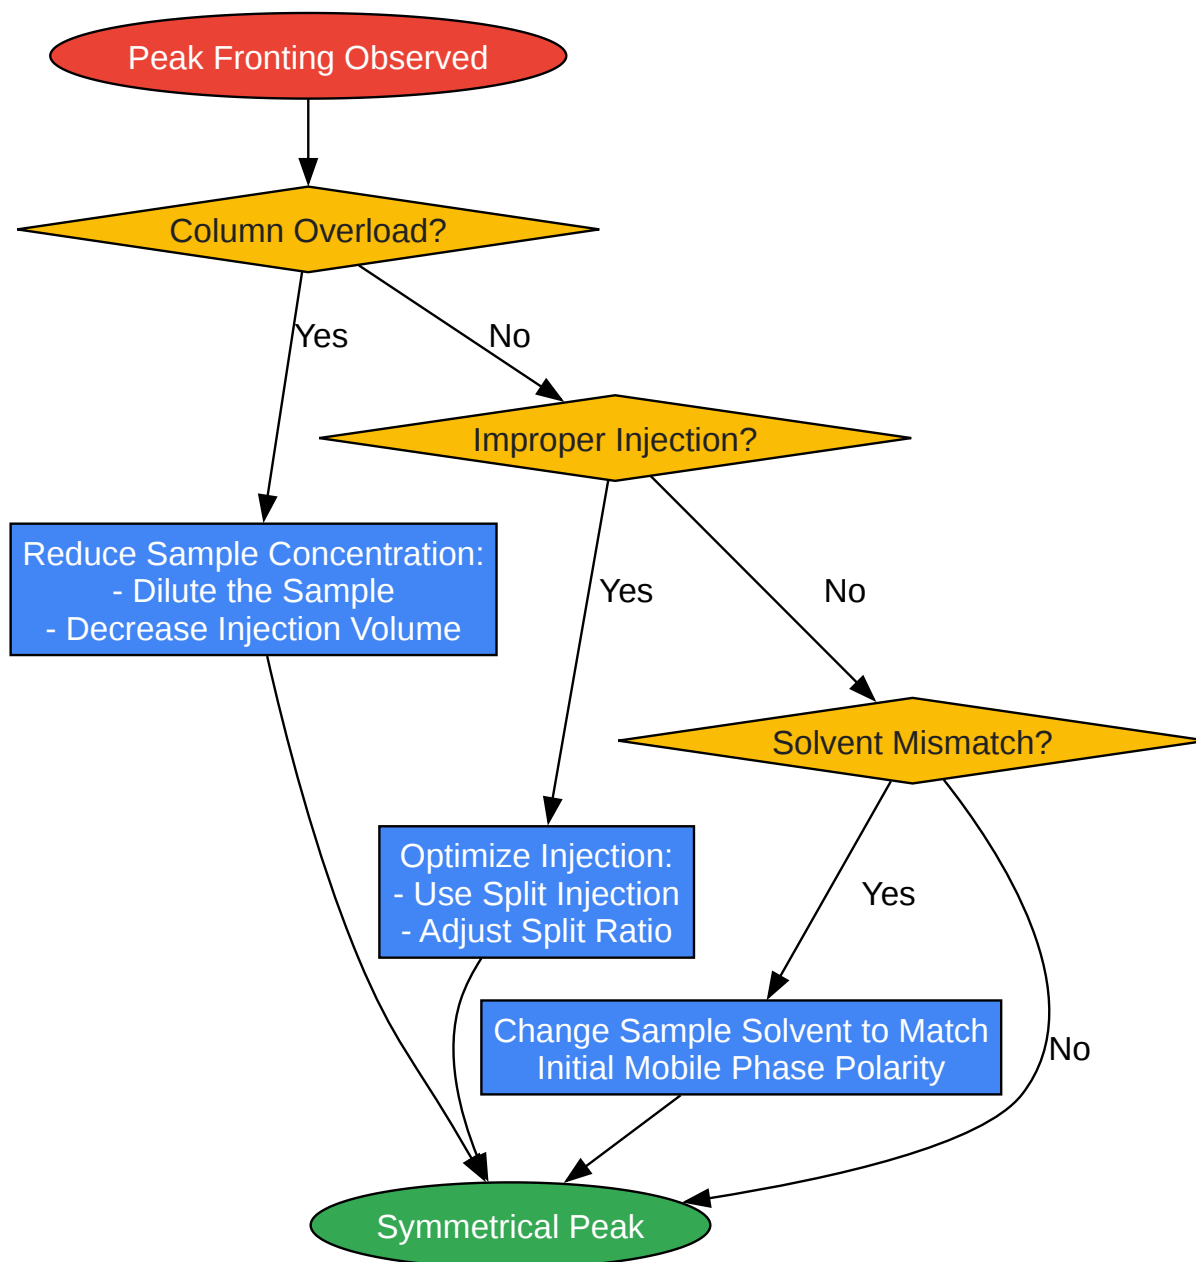 Peak Fronting Observed
Column Overload?
Yes
No
Improper Injection?
Reduce Sample Concentration:
- Dilute the Sample
- Decrease Injection Volume
Yes
No
Solvent Mismatch?
Optimize Injection:
- Use Split Injection
- Adjust Split Ratio
Yes
Change Sample Solvent to Match
Initial Mobile Phase Polarity
No
Symmetrical Peak